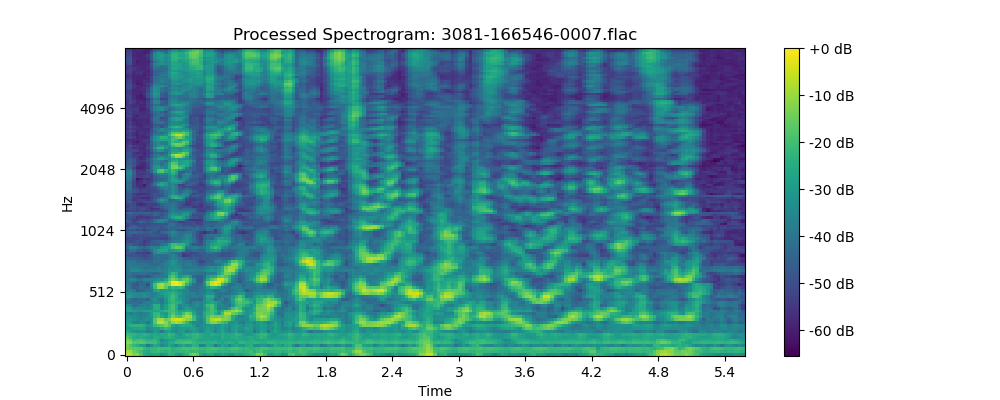 Processed Spectrogram: 3081-166546-0007.flac
+0 dB
4096
-10 dB
2048
-20 dB
-30 dB
Hz
1024
-40 dB
512
-50 dB
-60 dB
0
0 0.6 1.2 1.8 2.4 3 3.6 4.2 4.8 5.4
Time